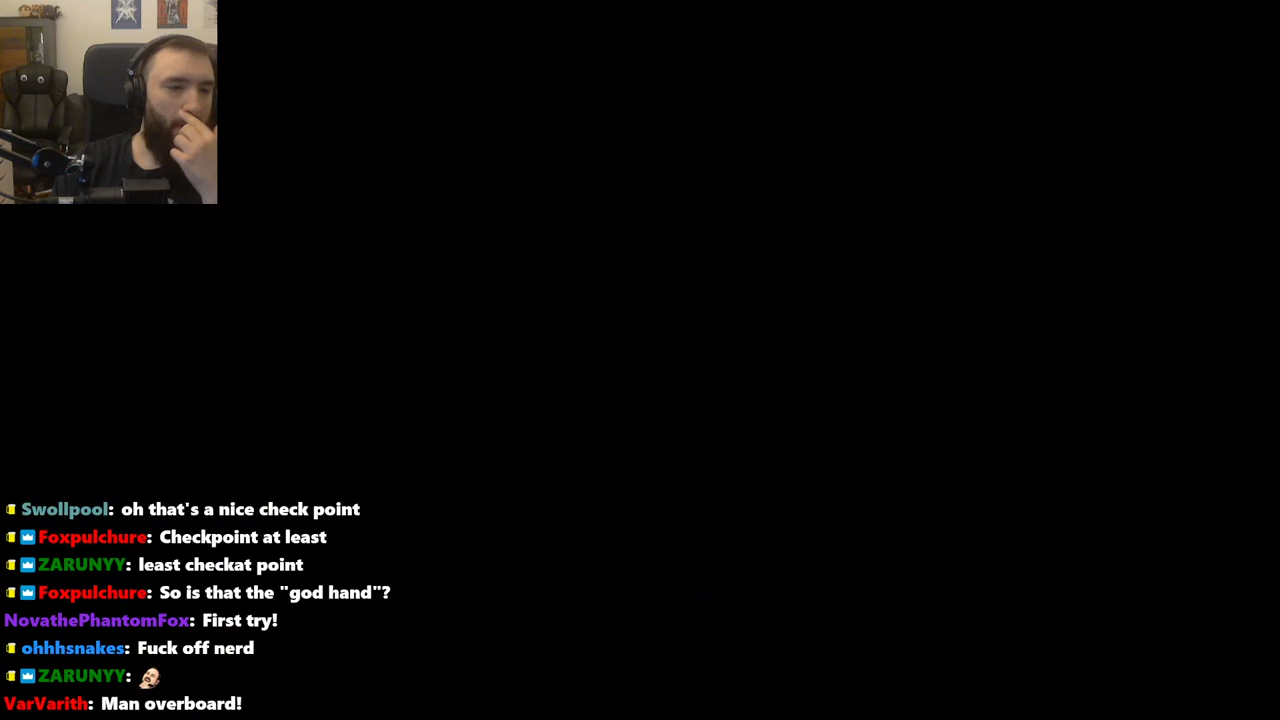 Swollpool: oh that's a nice check point
Foxpulchure: Checkpoint at least
ZARUNYY: least checkat point
Foxpulchure: So is that the "god hand"?
NovathePhantomFox: First try!
ohhhsnakes: Fuck off nerd
ZARUNYY:
VarVarith: Man overboard!